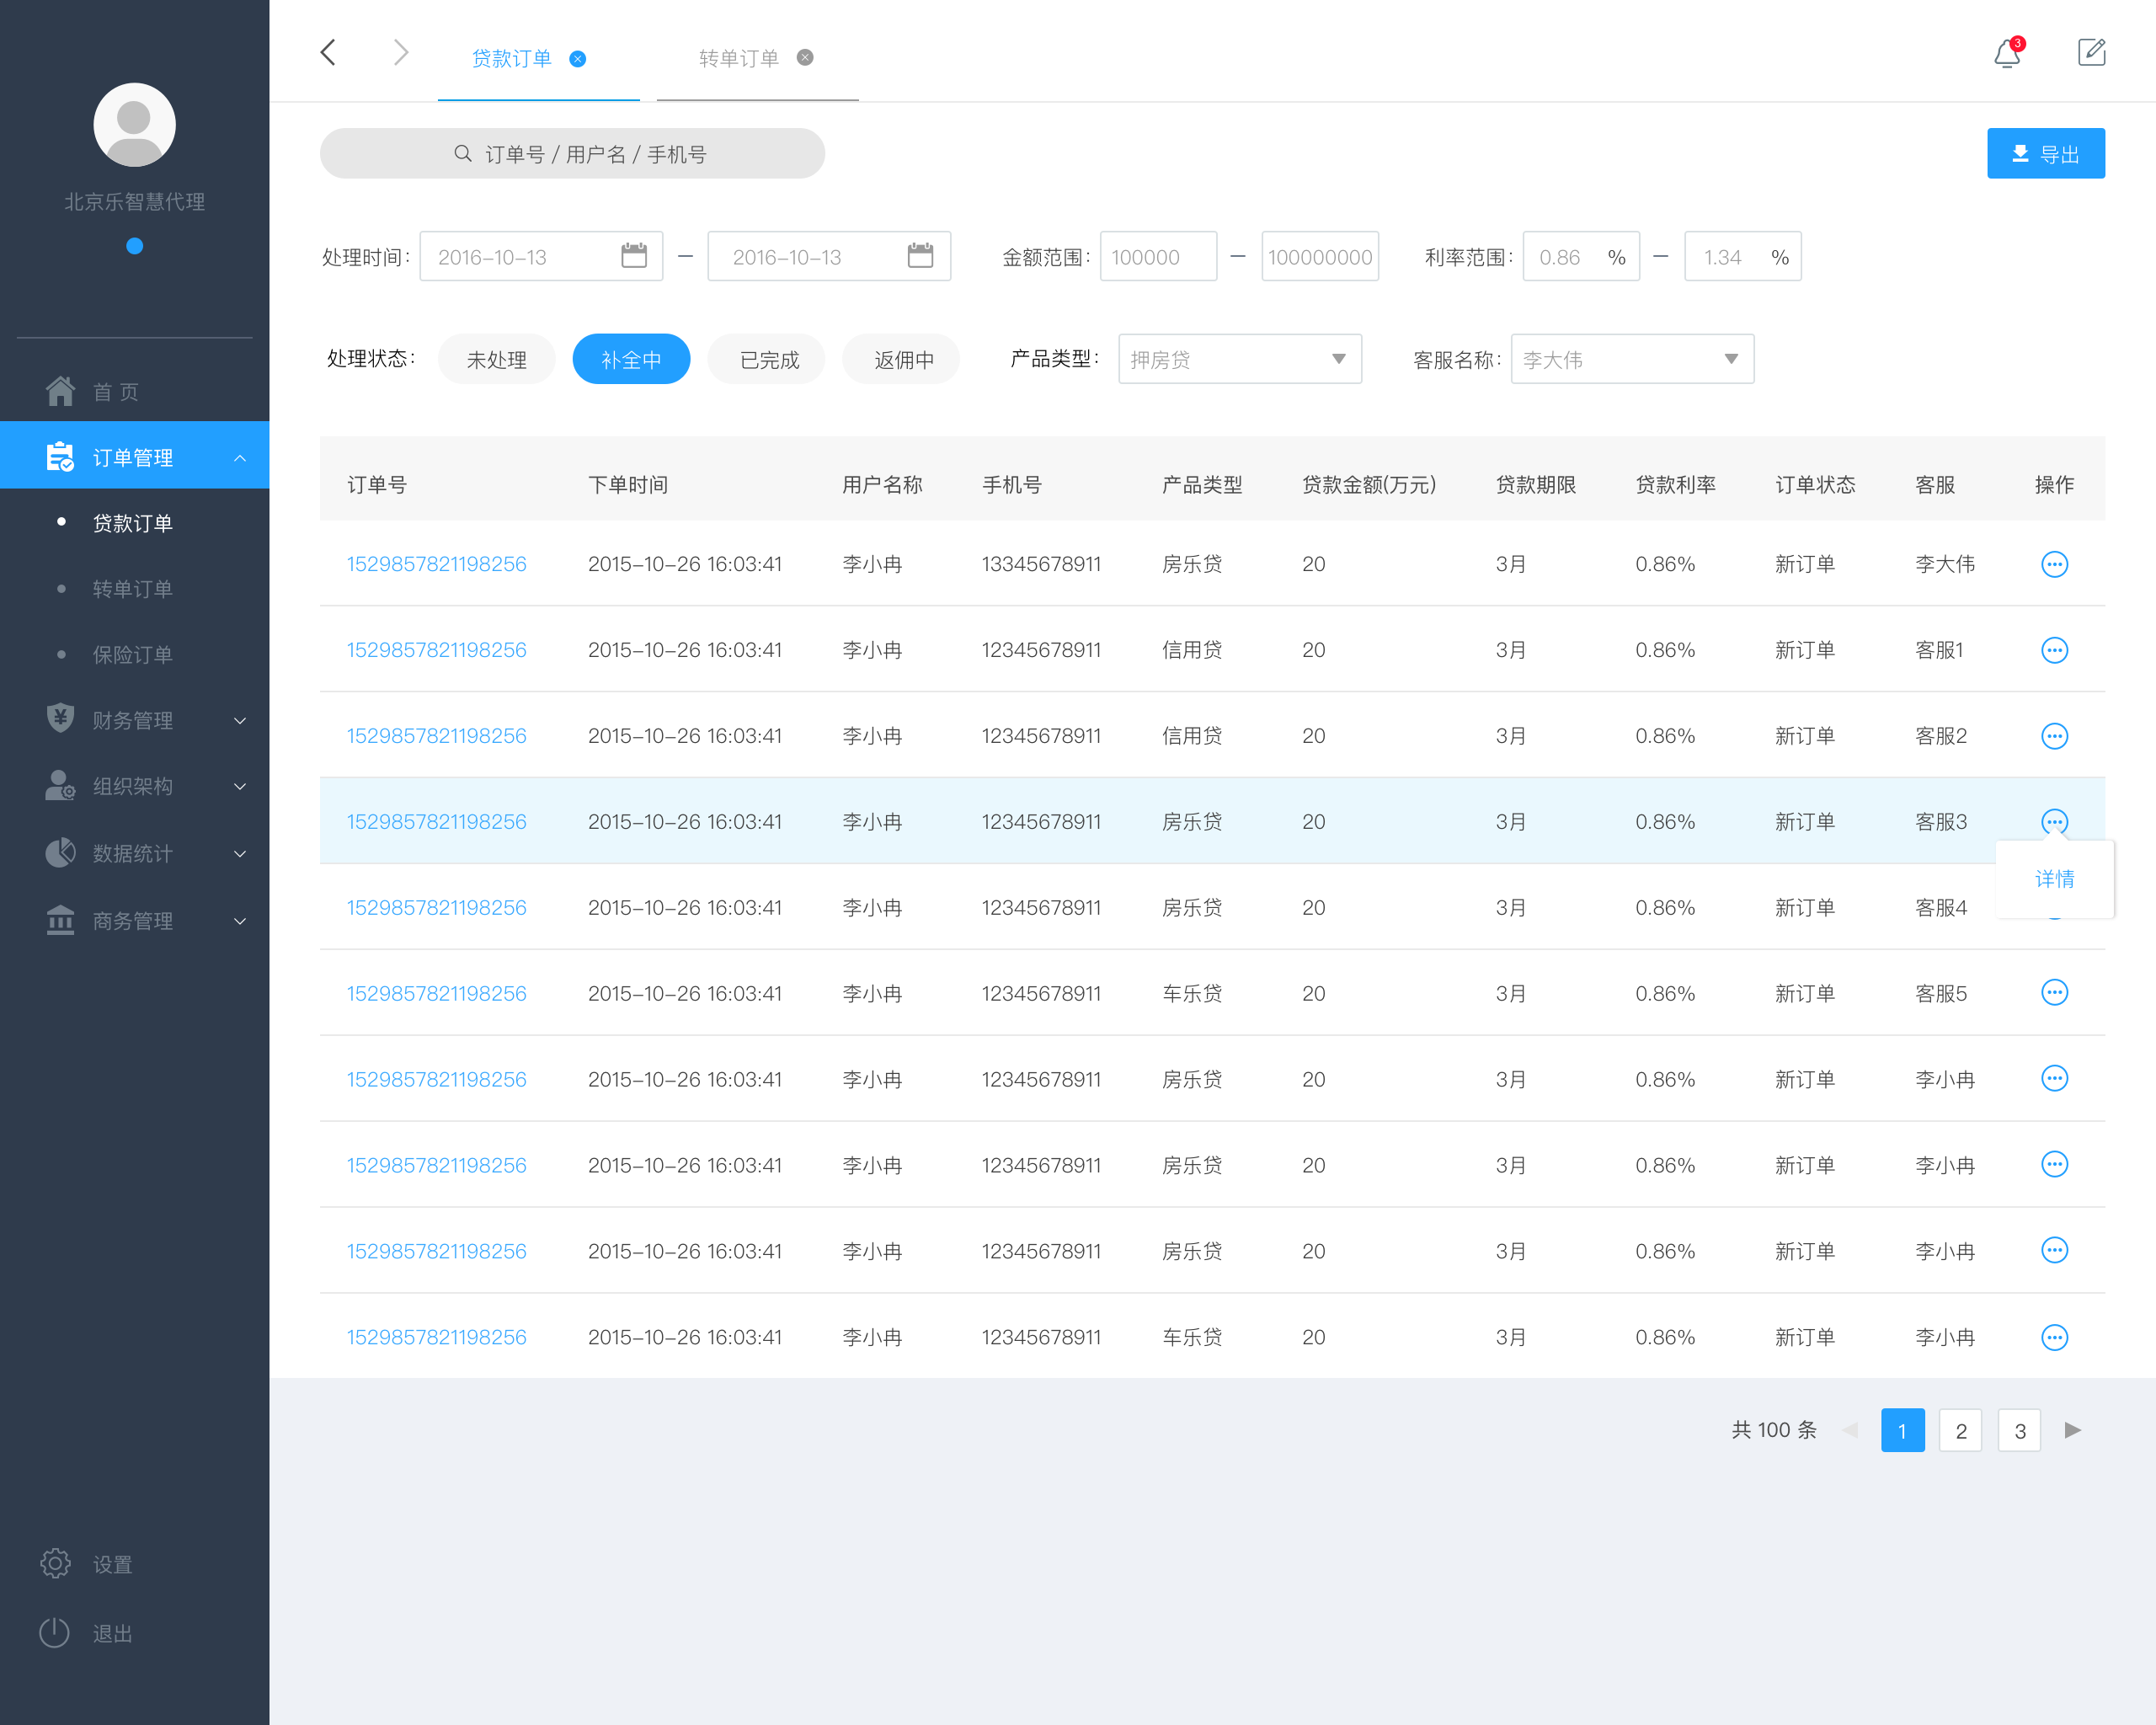 北京乐智慧代理
首 页
订单管理
贷款订单
转单订单
保险订单
财务管理
组织架构
数据统计
商务管理
设置
退出
贷款订单 转单订单 3
订单号 / 用户名 / 手机号 导出
处理时间: 2016-10-13 — 2016-10-13 金额范围: 100000 — 100000000 利率范围: 0.86 % — 1.34 %
处理状态: 未处理 补全中 已完成 返佣中 产品类型: 押房贷 客服名称: 李大伟
订单号 下单时间 用户名称 手机号 产品类型 贷款金额(万元) 贷款期限 贷款利率 订单状态 客服 操作
1529857821198256 2015-10-26 16:03:41 李小冉 13345678911 房乐贷 20 3月 0.86% 新订单 李大伟
1529857821198256 2015-10-26 16:03:41 李小冉 12345678911 信用贷 20 3月 0.86% 新订单 客服1
1529857821198256 2015-10-26 16:03:41 李小冉 12345678911 信用贷 20 3月 0.86% 新订单 客服2
1529857821198256 2015-10-26 16:03:41 李小冉 12345678911 房乐贷 20 3月 0.86% 新订单 客服3
详情
1529857821198256 2015-10-26 16:03:41 李小冉 12345678911 房乐贷 20 3月 0.86% 新订单 客服4
1529857821198256 2015-10-26 16:03:41 李小冉 12345678911 车乐贷 20 3月 0.86% 新订单 客服5
1529857821198256 2015-10-26 16:03:41 李小冉 12345678911 房乐贷 20 3月 0.86% 新订单 李小冉
1529857821198256 2015-10-26 16:03:41 李小冉 12345678911 房乐贷 20 3月 0.86% 新订单 李小冉
1529857821198256 2015-10-26 16:03:41 李小冉 12345678911 房乐贷 20 3月 0.86% 新订单 李小冉
1529857821198256 2015-10-26 16:03:41 李小冉 12345678911 车乐贷 20 3月 0.86% 新订单 李小冉
共 100 条 1 2 3